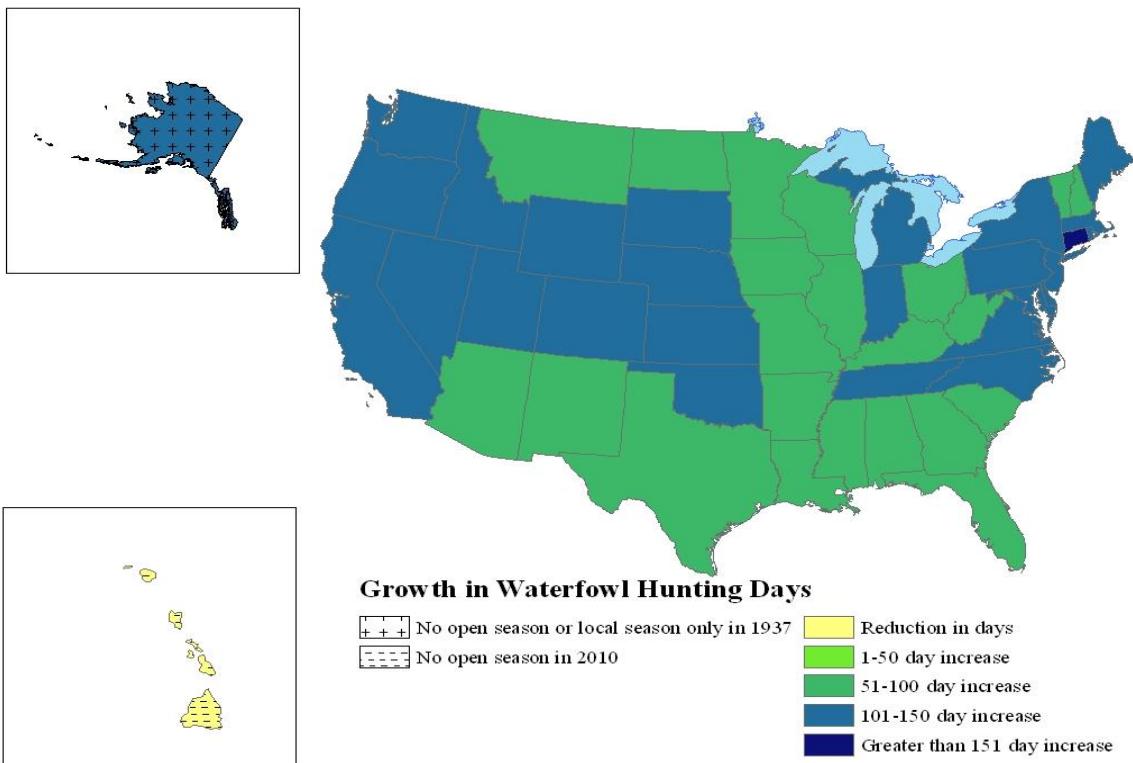 Growth in Waterfowl Hunting Days
No open season or local season only in 1937
No open season in 2010
Reduction in days
1-50 day increase
51-100 day increase
101-150 day increase
Greater than 151 day increase